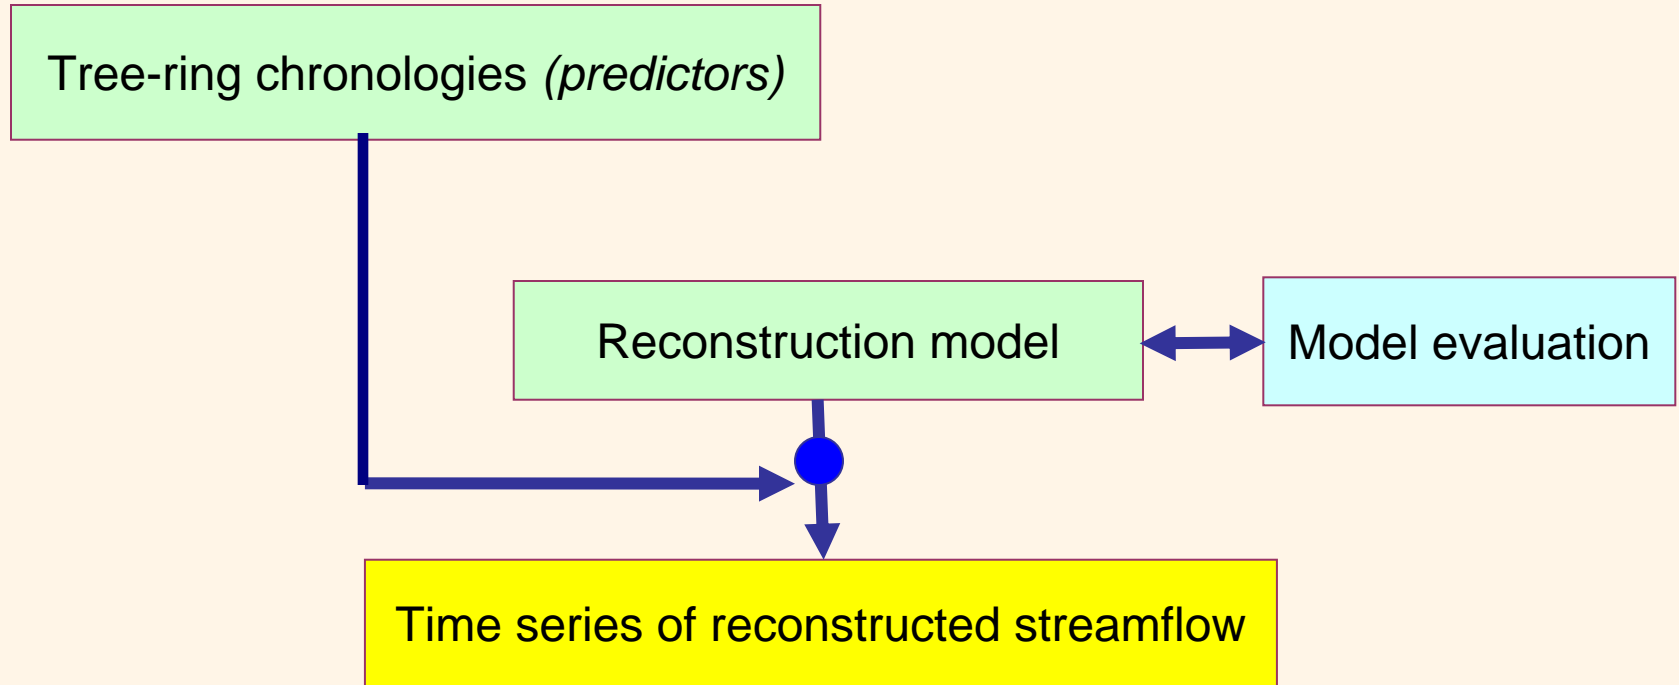 Tree-ring chronologies (predictors)
Reconstruction model
Model evaluation
Time series of reconstructed streamflow